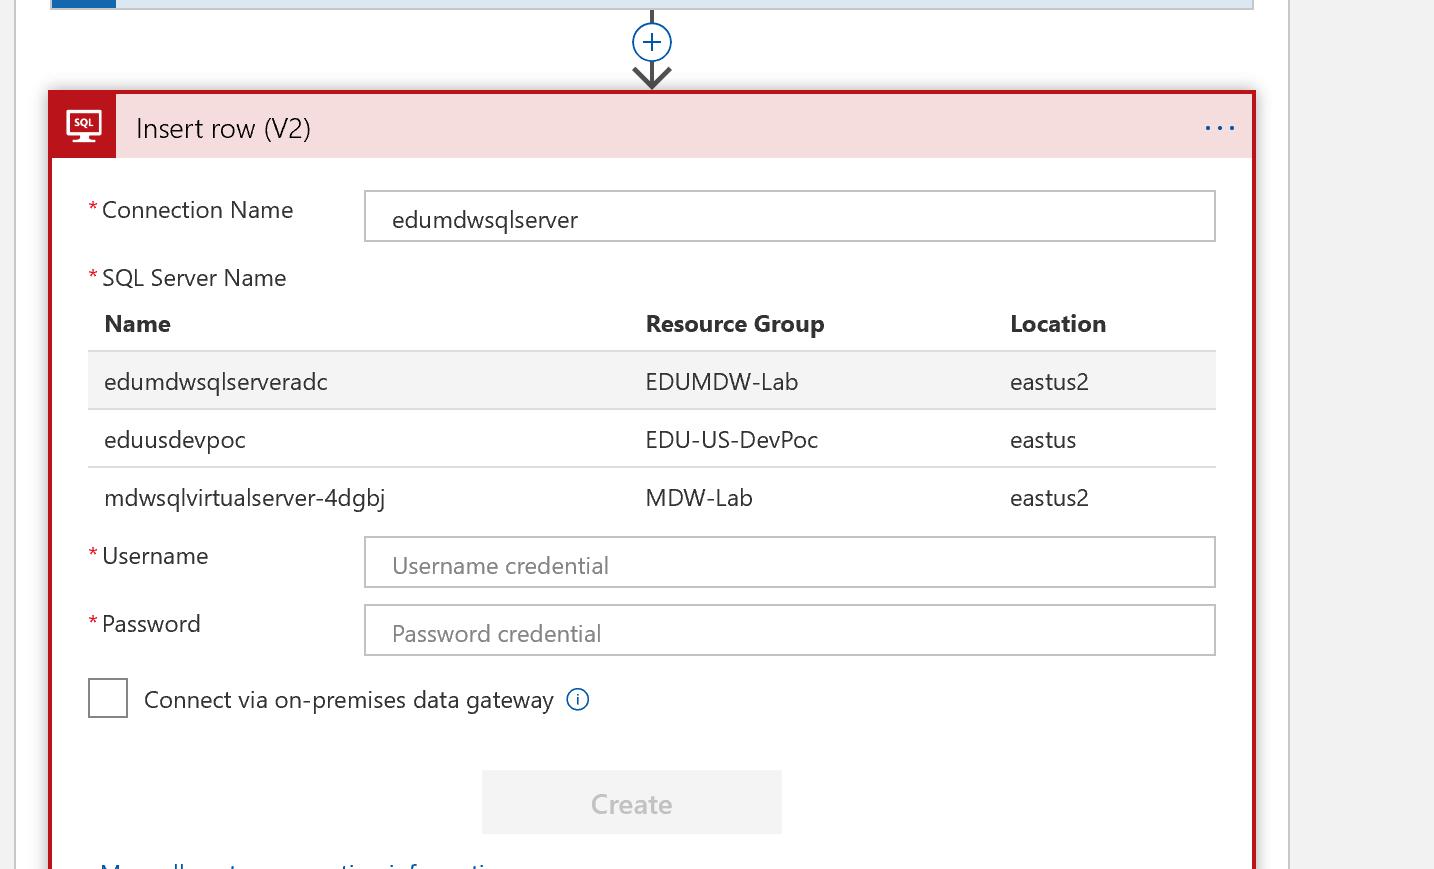 SQL Insert row (V2)
* Connection Name edumdwsqlserver
* SQL Server Name
Name Resource Group Location
edumdwsqlserveradc EDUMDW-Lab eastus2
eduusdevpoc EDU-US-DevPoc eastus
mdwsqlvirtualserver-4dgbj MDW-Lab eastus2
* Username Username credential
* Password Password credential
Connect via on-premises data gateway
Create